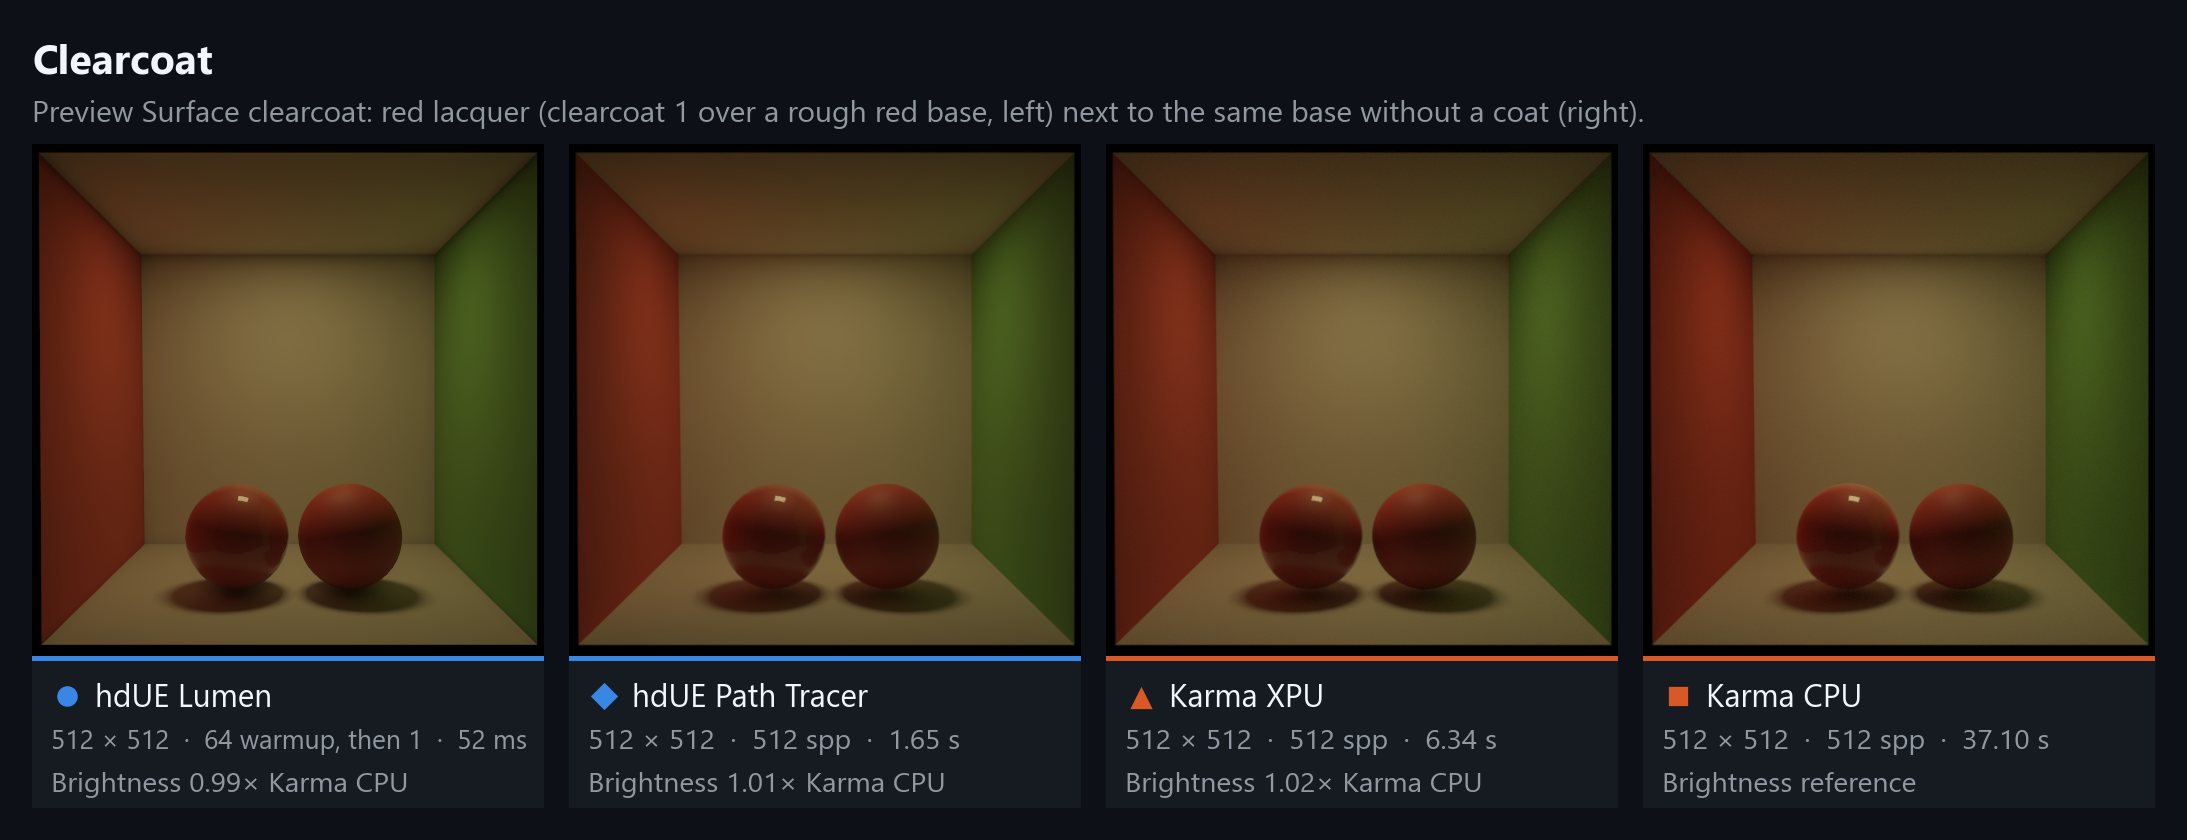 Clearcoat
Preview Surface clearcoat: red lacquer (clearcoat 1 over a rough red base, left) next to the same base without a coat (right).
hdUE Lumen
512 × 512 · 64 warmup, then 1 · 52 ms
Brightness 0.99× Karma CPU
hdUE Path Tracer
512 × 512 · 512 spp · 1.65 s
Brightness 1.01× Karma CPU
Karma XPU
512 × 512 · 512 spp · 6.34 s
Brightness 1.02× Karma CPU
Karma CPU
512 × 512 · 512 spp · 37.10 s
Brightness reference